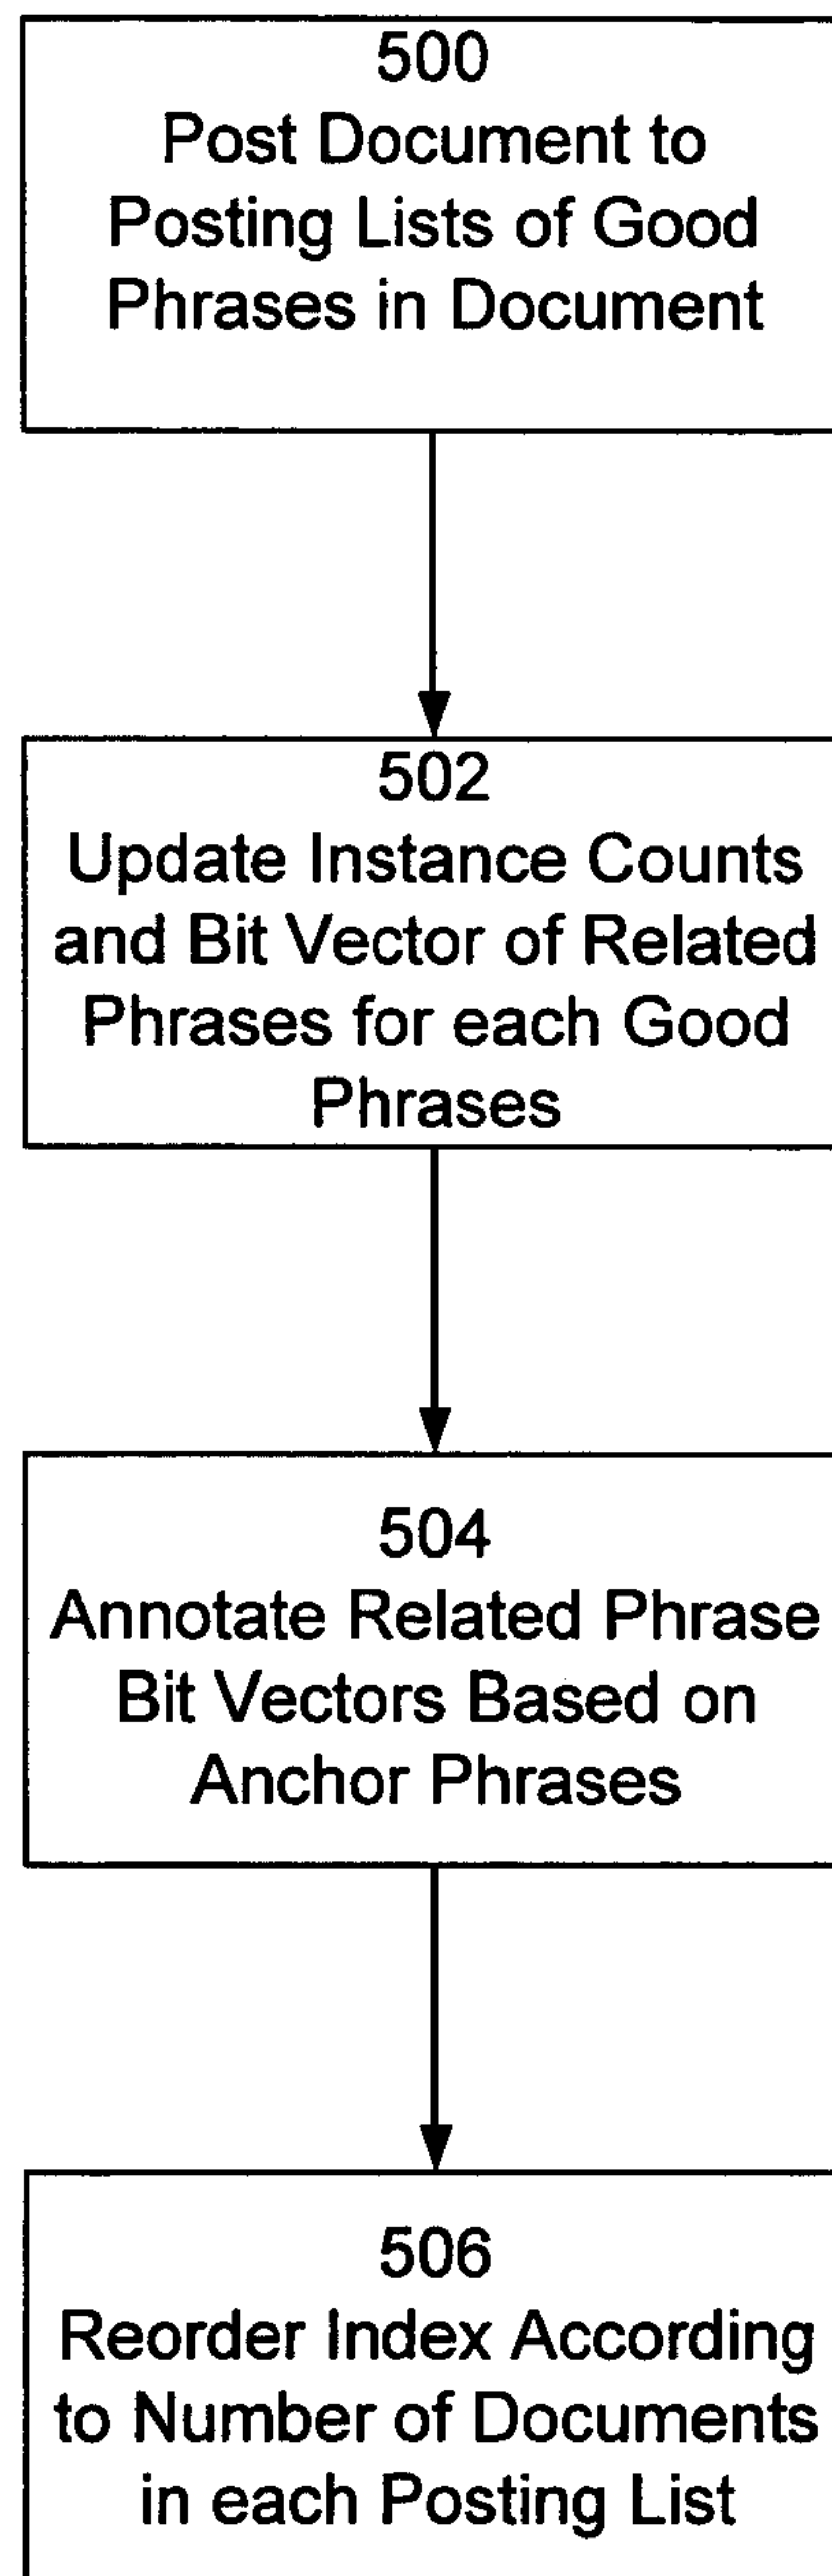 500
Post Document to
Posting Lists of Good
Phrases in Document
502
Update Instance Counts
and Bit Vector of Related
Phrases for each Good
Phrases
504
Annotate Related Phrase
Bit Vectors Based on
Anchor Phrases
506
Reorder Index According
to Number of Documents
in each Posting List